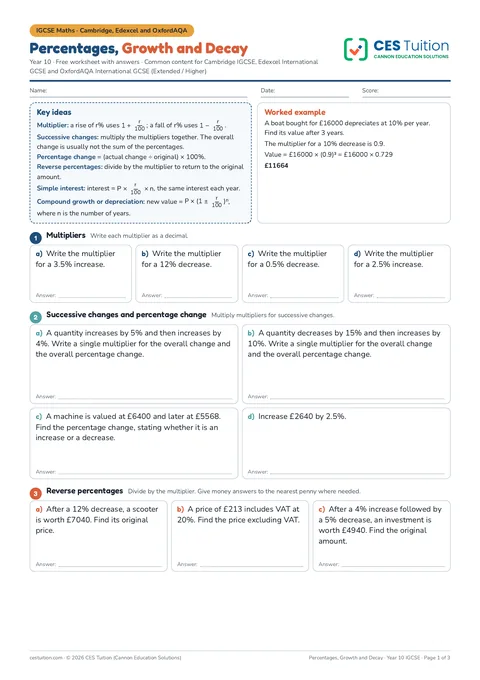 IGCSE Maths · Cambridge, Edexcel and OxfordAQA
Percentages, Growth and Decay
Year 10 · Free worksheet with answers · Common content for Cambridge IGCSE, Edexcel International
GCSE and OxfordAQA International GCSE (Extended / Higher)
CES Tuition
CANNON EDUCATION SOLUTIONS
Name:
Date:
Score:
Key ideas
Multiplier: a rise of r% uses 1 + r/100 ; a fall of r% uses 1 − r/100 .
Successive changes: multiply the multipliers together. The overall
change is usually not the sum of the percentages.
Percentage change = (actual change ÷ original) × 100%.
Reverse percentages: divide by the multiplier to return to the original
amount.
Simple interest: interest = P × r/100 × n, the same interest each year.
Compound growth or depreciation: new value = P × (1 ± r/100)ⁿ,
where n is the number of years.
Worked example
A boat bought for £16000 depreciates at 10% per year.
Find its value after 3 years.
The multiplier for a 10% decrease is 0.9.
Value = £16000 × (0.9)³ = £16000 × 0.729
£11664
1 Multipliers Write each multiplier as a decimal.
a) Write the multiplier
for a 3.5% increase.
Answer:
b) Write the multiplier
for a 12% decrease.
Answer:
c) Write the multiplier
for a 0.5% decrease.
Answer:
d) Write the multiplier
for a 2.5% increase.
Answer:
2 Successive changes and percentage change Multiply multipliers for successive changes.
a) A quantity increases by 5% and then increases by
4%. Write a single multiplier for the overall change and
the overall percentage change.
Answer:
b) A quantity decreases by 15% and then increases by
10%. Write a single multiplier for the overall change
and the overall percentage change.
Answer:
c) A machine is valued at £6400 and later at £5568.
Find the percentage change, stating whether it is an
increase or a decrease.
Answer:
d) Increase £2640 by 2.5%.
Answer:
3 Reverse percentages Divide by the multiplier. Give money answers to the nearest penny where needed.
a) After a 12% decrease, a scooter
is worth £7040. Find its original
price.
Answer:
b) A price of £213 includes VAT at
20%. Find the price excluding VAT.
Answer:
c) After a 4% increase followed by
a 5% decrease, an investment is
worth £4940. Find the original
amount.
Answer:
cestuition.com · © 2026 CES Tuition (Cannon Education Solutions)
Percentages, Growth and Decay · Year 10 IGCSE · Page 1 of 3